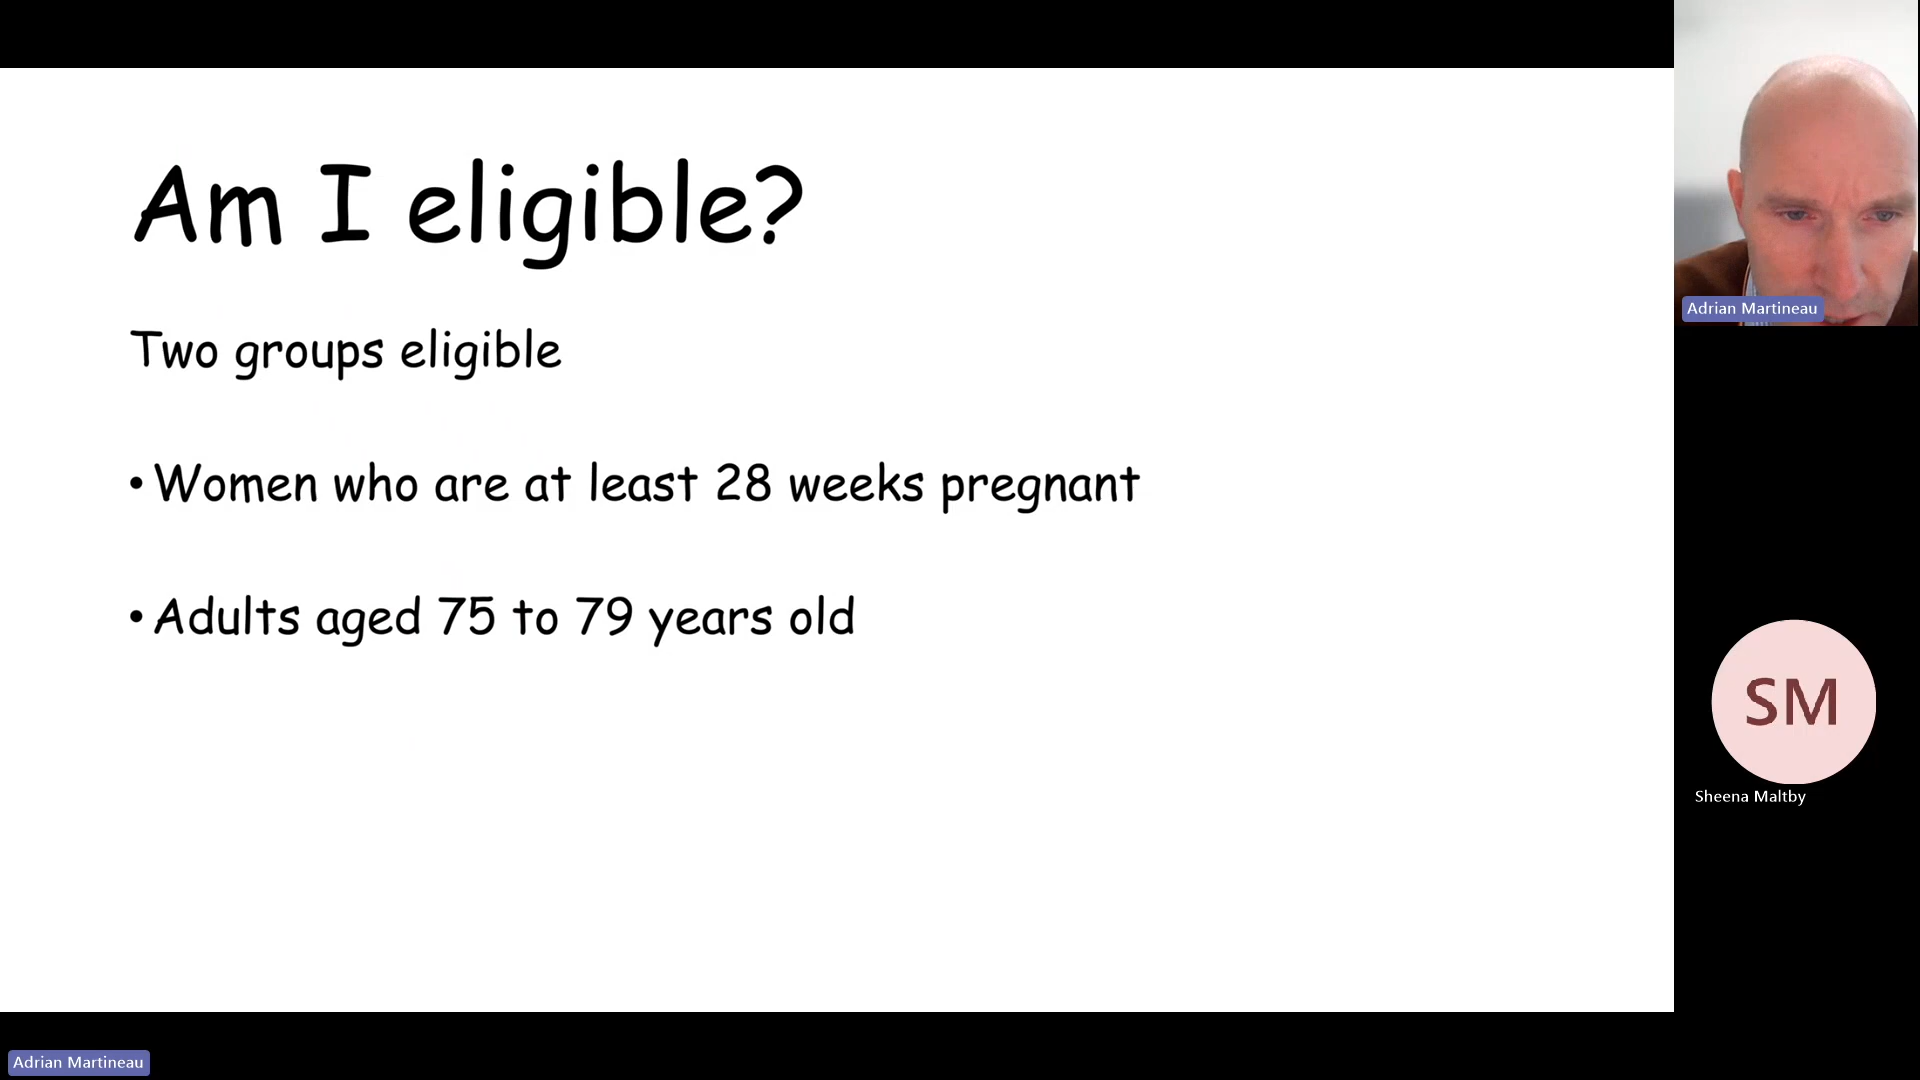 Am I eligible?
Two groups eligible
• Women who are at least 28 weeks pregnant
• Adults aged 75 to 79 years old
Adrian Martineau
SM
Sheena Maltby
Adrian Martineau